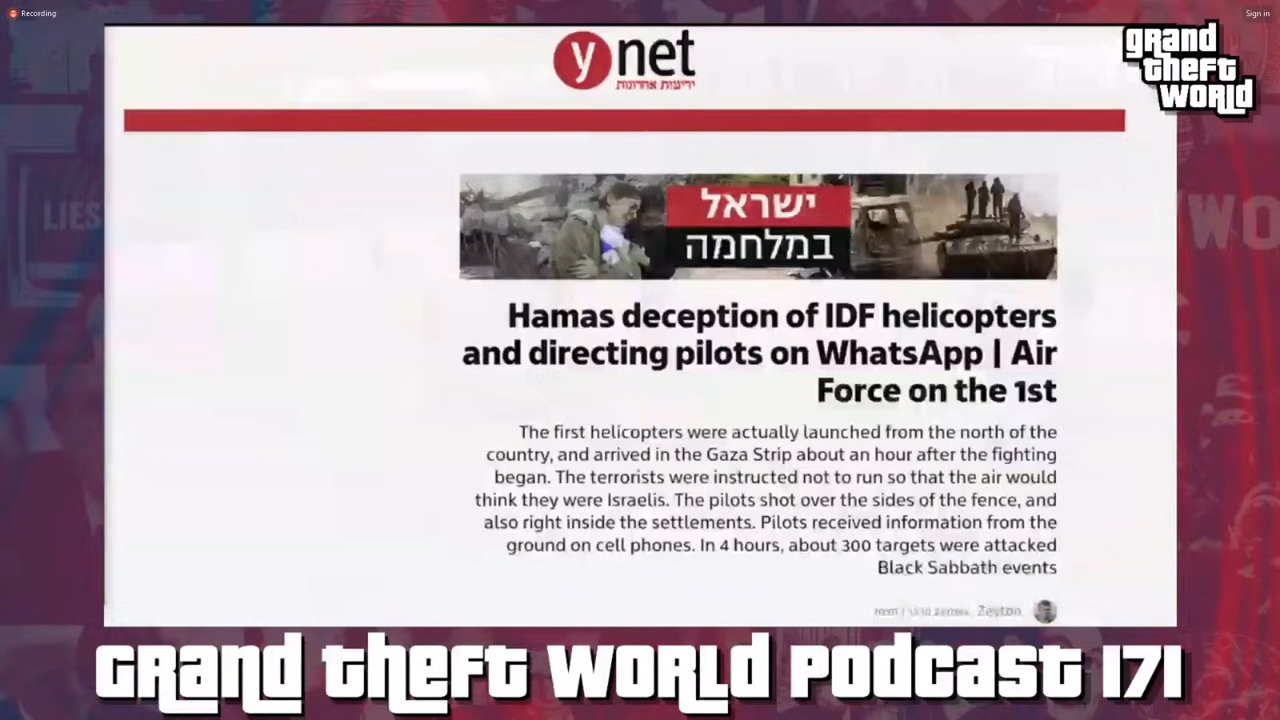 Recording
Sign in
grand
theft
world
LIES
WO
ynet
ידיעות אחרונות
ישראל
במלחמה
Hamas deception of IDF helicopters
and directing pilots on WhatsApp | Air
Force on the 1st
The first helicopters were actually launched from the north of the
country, and arrived in the Gaza Strip about an hour after the fighting
began. The terrorists were instructed not to run so that the air would
think they were Israelis. The pilots shot over the sides of the fence, and
also right inside the settlements. Pilots received information from the
ground on cell phones. In 4 hours, about 300 targets were attacked
Black Sabbath events
Zeyton
Grand theft world podcast 171